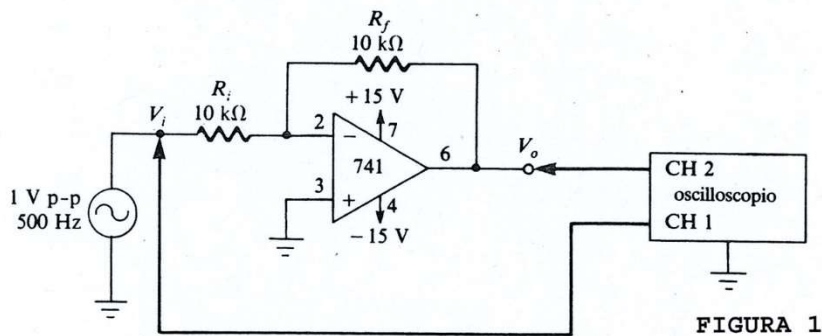 R_f
10 kΩ
R_i
10 kΩ
+15 V
V_i
2
−
7
741
6
V_o
3
+
4
−15 V
1 V p-p
500 Hz
CH 2
oscilloscopio
CH 1
FIGURA 1